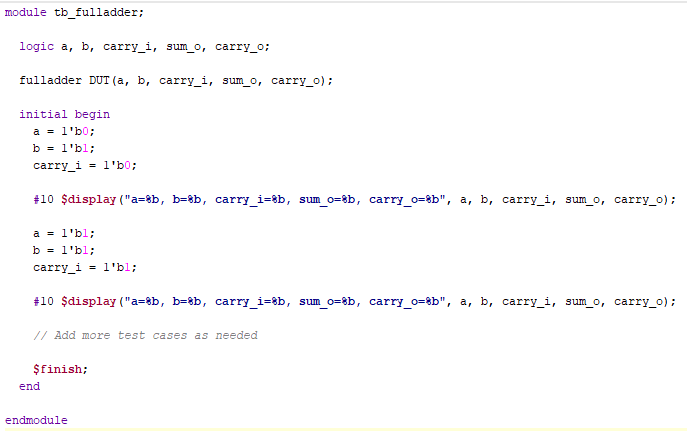 module tb_fulladder;
logic a, b, carry_i, sum_o, carry_o;
fulladder DUT(a, b, carry_i, sum_o, carry_o);
initial begin
a = 1'b0;
b = 1'b1;
carry_i = 1'b0;
#10 $display("a=%b, b=%b, carry_i=%b, sum_o=%b, carry_o=%b", a, b, carry_i, sum_o, carry_o);
a = 1'b1;
b = 1'b1;
carry_i = 1'b1;
#10 $display("a=%b, b=%b, carry_i=%b, sum_o=%b, carry_o=%b", a, b, carry_i, sum_o, carry_o);
// Add more test cases as needed
$finish;
end
endmodule